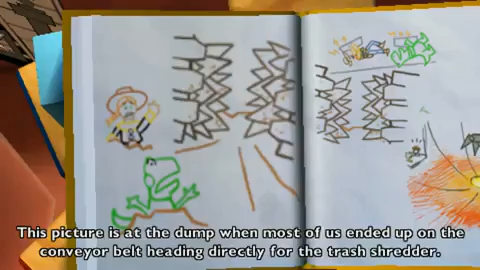 This picture is at the dump when most of us ended up on the
conveyor belt heading directly for the trash shredder.